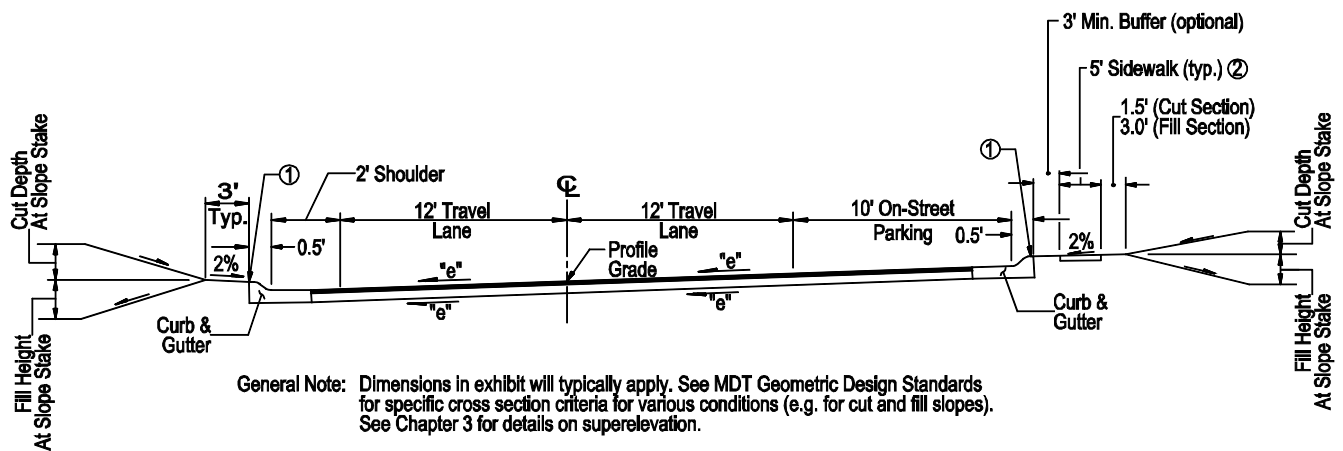 3' Min. Buffer (optional)
5' Sidewalk (typ.) ②
1.5' (Cut Section)
3.0' (Fill Section)
Cut Depth
At Slope Stake
3'
Typ.
①
2' Shoulder
℄
①
12' Travel
Lane
12' Travel
Lane
10' On-Street
Parking
0.5'
0.5'
2%
2%
Profile
Grade
"e"
"e"
"e"
"e"
Curb &
Gutter
Curb &
Gutter
Cut Depth
At Slope Stake
Fill Height
At Slope Stake
Fill Height
At Slope Stake
General Note: Dimensions in exhibit will typically apply. See MDT Geometric Design Standards
for specific cross section criteria for various conditions (e.g. for cut and fill slopes).
See Chapter 3 for details on superelevation.